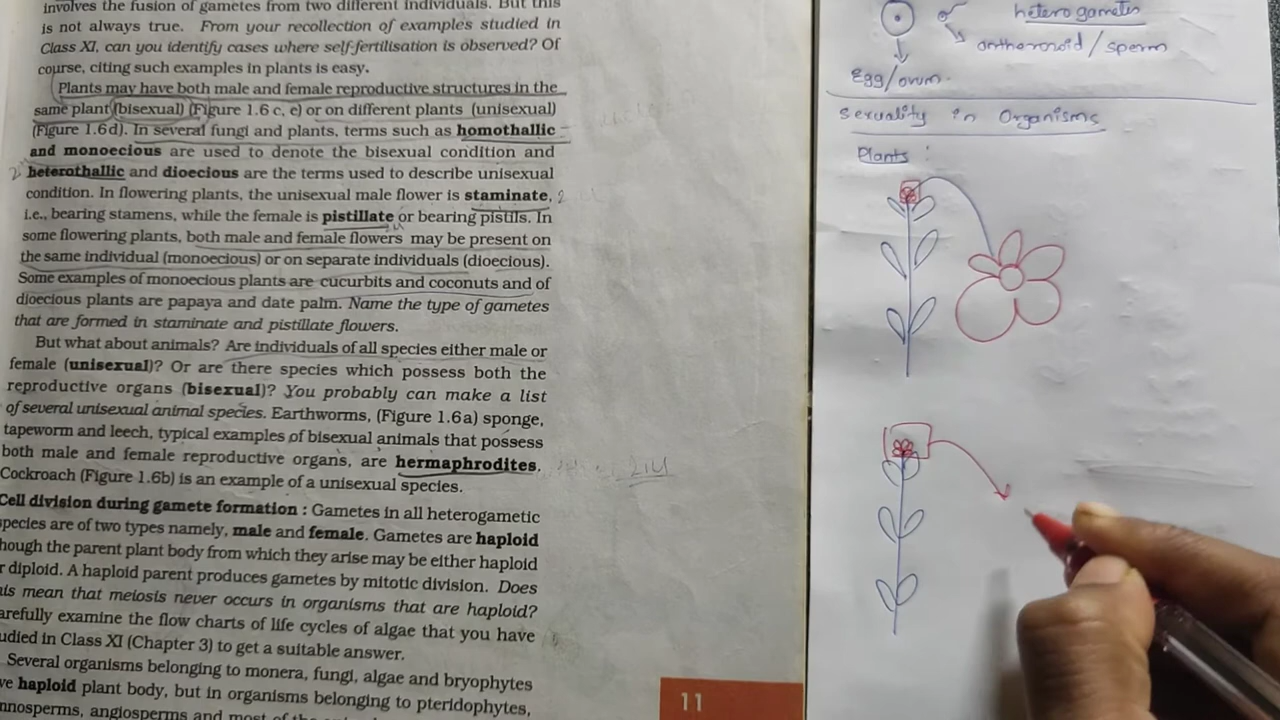 involves the fusion of gametes from two different individuals. But this
is not always true. From your recollection of examples studied in
Class XI, can you identify cases where self-fertilisation is observed? Of
course, citing such examples in plants is easy.
Plants may have both male and female reproductive structures in the
same plant (bisexual) (Figure 1.6 c, e) or on different plants (unisexual)
(Figure 1.6d). In several fungi and plants, terms such as homothallic
and monoecious are used to denote the bisexual condition and
heterothallic and dioecious are the terms used to describe unisexual
condition. In flowering plants, the unisexual male flower is staminate,
i.e., bearing stamens, while the female is pistillate or bearing pistils. In
some flowering plants, both male and female flowers may be present on
the same individual (monoecious) or on separate individuals (dioecious).
Some examples of monoecious plants are cucurbits and coconuts and of
dioecious plants are papaya and date palm. Name the type of gametes
that are formed in staminate and pistillate flowers.
But what about animals? Are individuals of all species either male or
female (unisexual)? Or are there species which possess both the
reproductive organs (bisexual)? You probably can make a list
of several unisexual animal species. Earthworms, (Figure 1.6a) sponge,
tapeworm and leech, typical examples of bisexual animals that possess
both male and female reproductive organs, are hermaphrodites.
Cockroach (Figure 1.6b) is an example of a unisexual species.
Cell division during gamete formation : Gametes in all heterogametic
species are of two types namely, male and female. Gametes are haploid
hough the parent plant body from which they arise may be either haploid
r diploid. A haploid parent produces gametes by mitotic division. Does
is mean that meiosis never occurs in organisms that are haploid?
arefully examine the flow charts of life cycles of algae that you have
udied in Class XI (Chapter 3) to get a suitable answer.
Several organisms belonging to monera, fungi, algae and bryophytes
ve haploid plant body, but in organisms belonging to pteridophytes,
mnosperms, angiosperms and most of the
11
heterogametes
antherozoid / sperm
Egg/ovum.
Sexuality in Organisms
Plants :